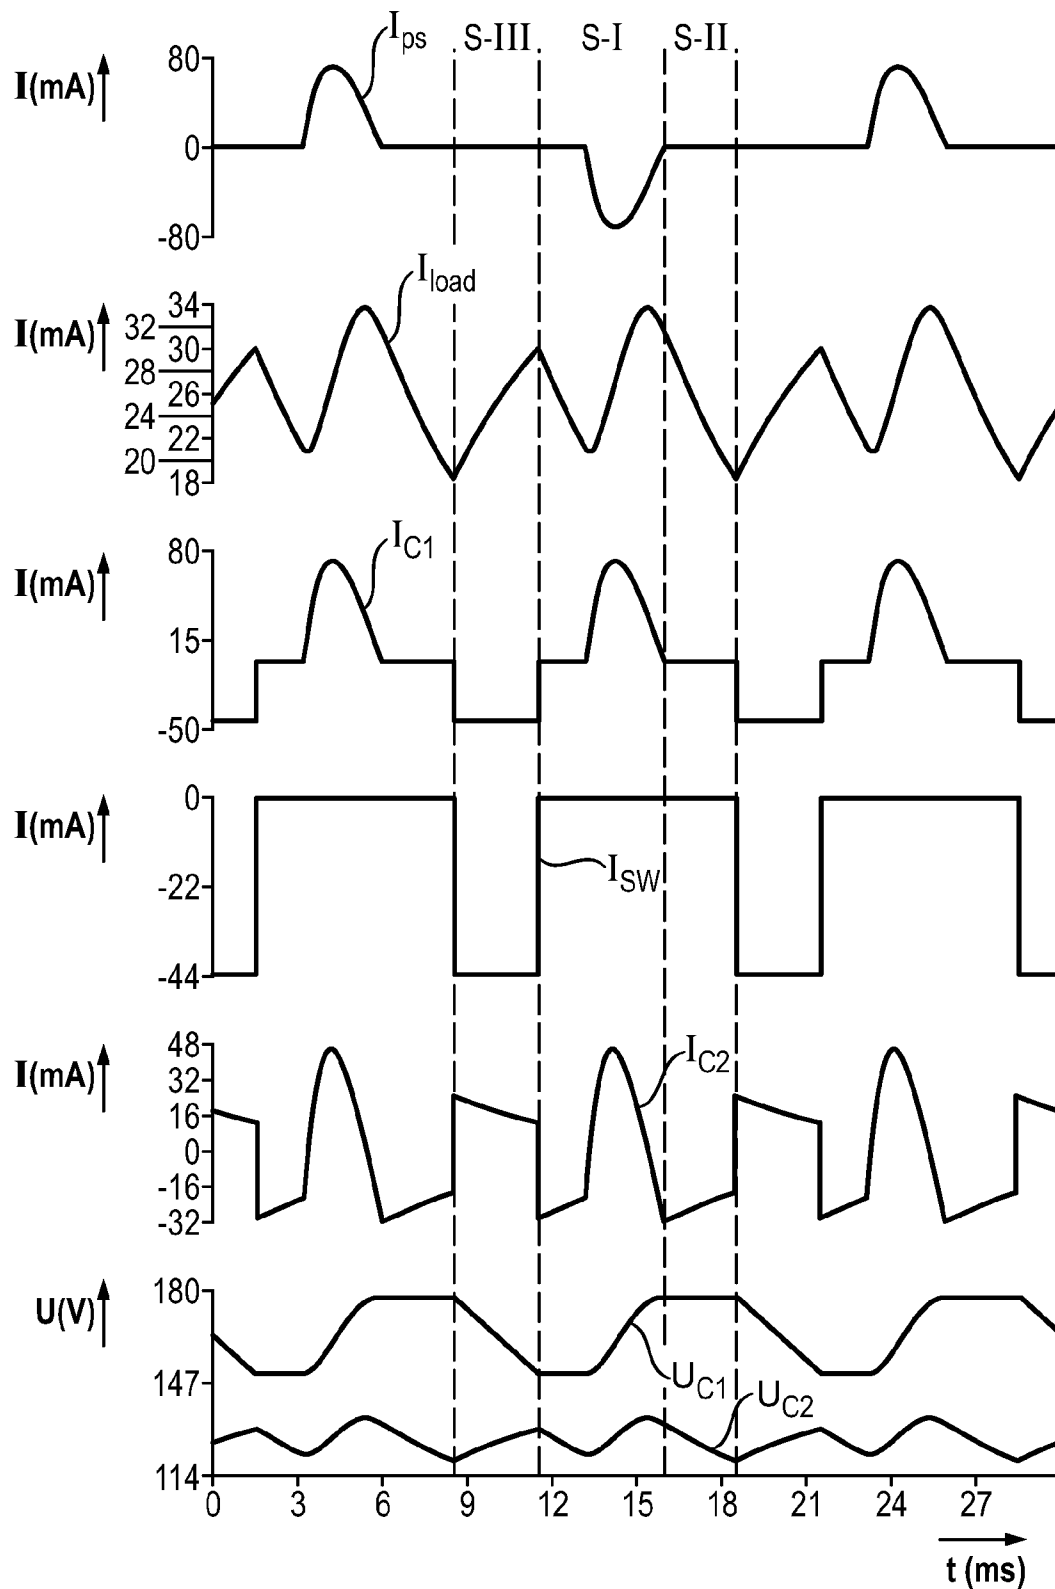 S-III S-I S-II
I(mA)
80
0
-80
Ips
I(mA)
34
32
30
28
26
24
22
20
18
Iload
I(mA)
80
15
-50
IC1
I(mA)
0
-22
-44
ISW
I(mA)
48
32
16
0
-16
-32
IC2
U(V)
180
147
114
UC1
UC2
0 3 6 9 12 15 18 21 24 27
t (ms)